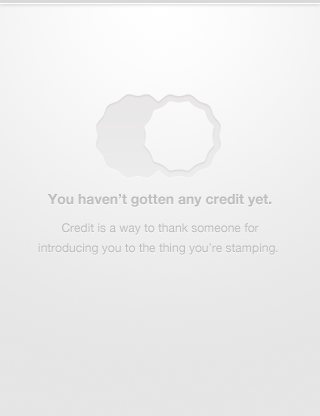 You haven’t gotten any credit yet.
Credit is a way to thank someone for
introducing you to the thing you’re stamping.